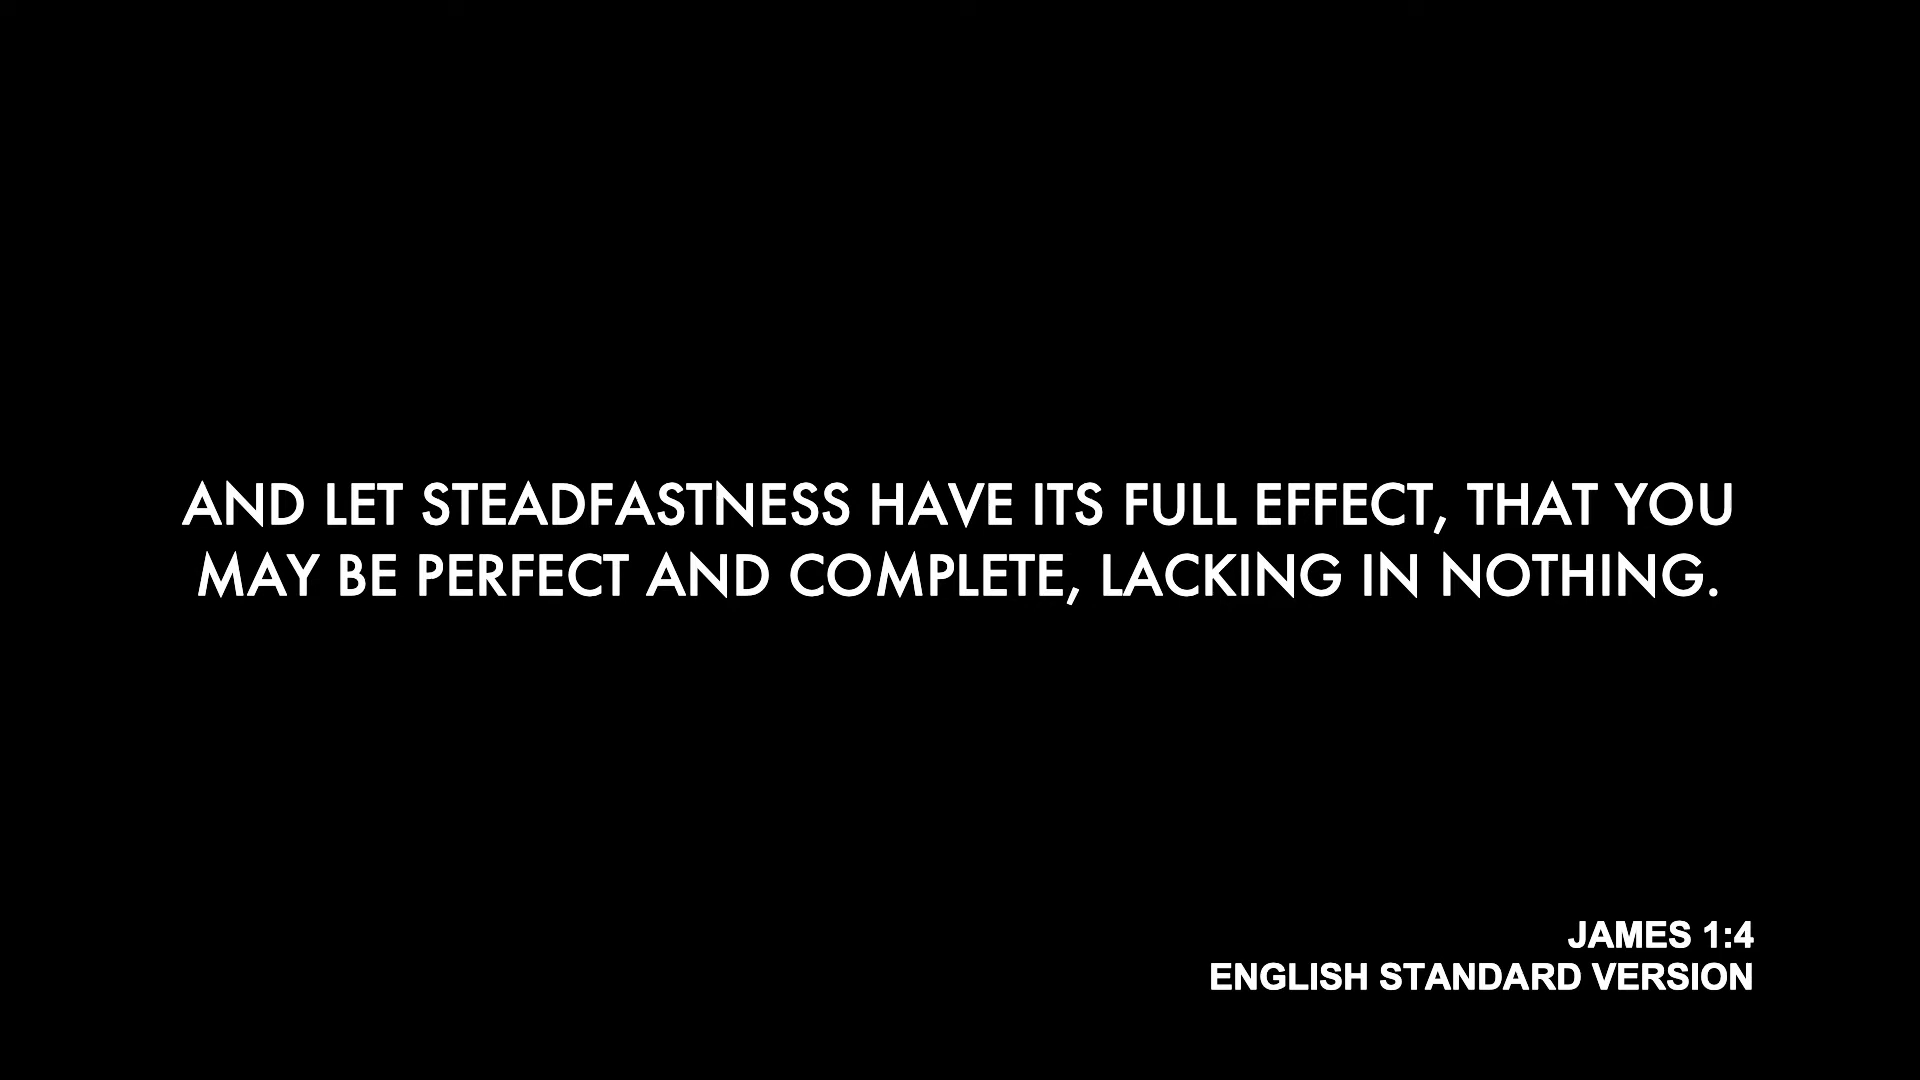 AND LET STEADFASTNESS HAVE ITS FULL EFFECT, THAT YOU
MAY BE PERFECT AND COMPLETE, LACKING IN NOTHING.
JAMES 1:4
ENGLISH STANDARD VERSION